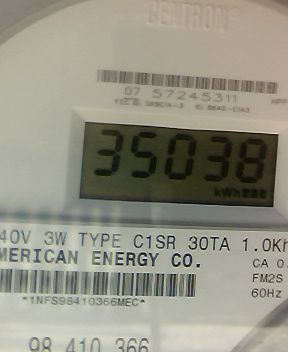 CENTRON®
07 57245311
35038
kWh
40V 3W TYPE C1SR 30TA 1.0Kh
MERICAN ENERGY CO.
CA 0.
FM2S
60Hz
*1NFS98410366MEC*
98 410 366